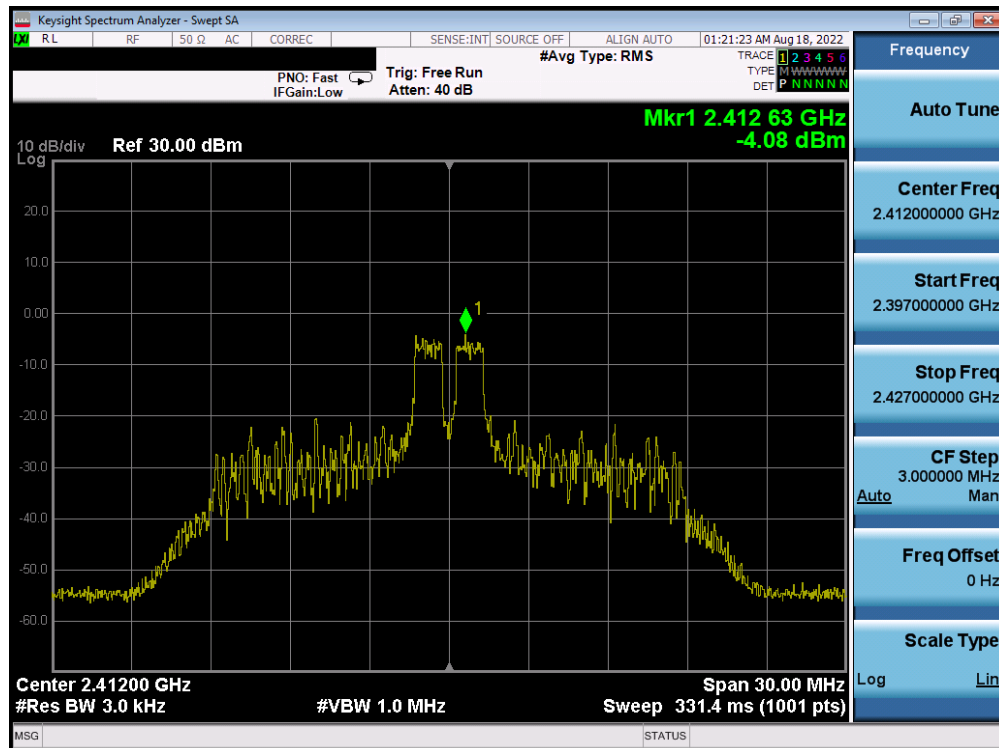 Keysight Spectrum Analyzer - Swept SA
LXI RL RF 50 Ω AC CORREC SENSE:INT SOURCE OFF ALIGN AUTO 01:21:23 AM Aug 18, 2022
#Avg Type: RMS
TRACE 1 2 3 4 5 6
TYPE M WWWWW
DET P N N N N N
PNO: Fast
IFGain:Low
Trig: Free Run
Atten: 40 dB
Mkr1 2.412 63 GHz
-4.08 dBm
10 dB/div Ref 30.00 dBm
Log
20.0
10.0
0.00
-10.0
-20.0
-30.0
-40.0
-50.0
-60.0
1
Center 2.41200 GHz Span 30.00 MHz
#Res BW 3.0 kHz #VBW 1.0 MHz Sweep 331.4 ms (1001 pts)
MSG STATUS
Frequency
Auto Tune
Center Freq
2.412000000 GHz
Start Freq
2.397000000 GHz
Stop Freq
2.427000000 GHz
CF Step
3.000000 MHz
Auto Man
Freq Offset
0 Hz
Scale Type
Log Lin